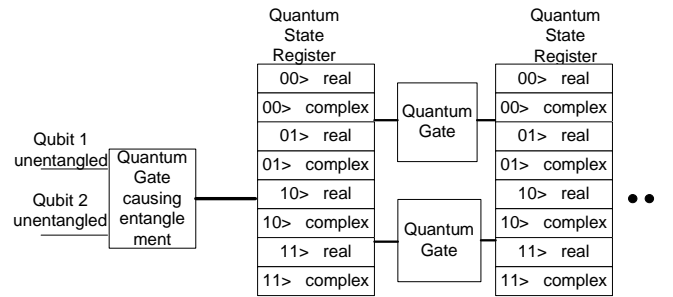 Quantum
State
Register
00> real
00> complex
01> real
01> complex
10> real
10> complex
11> real
11> complex
Qubit 1
unentangled
Qubit 2
unentangled
Quantum
Gate
causing
entangle
ment
Quantum
Gate
Quantum
Gate
Quantum
State
Register
00> real
00> complex
01> real
01> complex
10> real
10> complex
11> real
11> complex